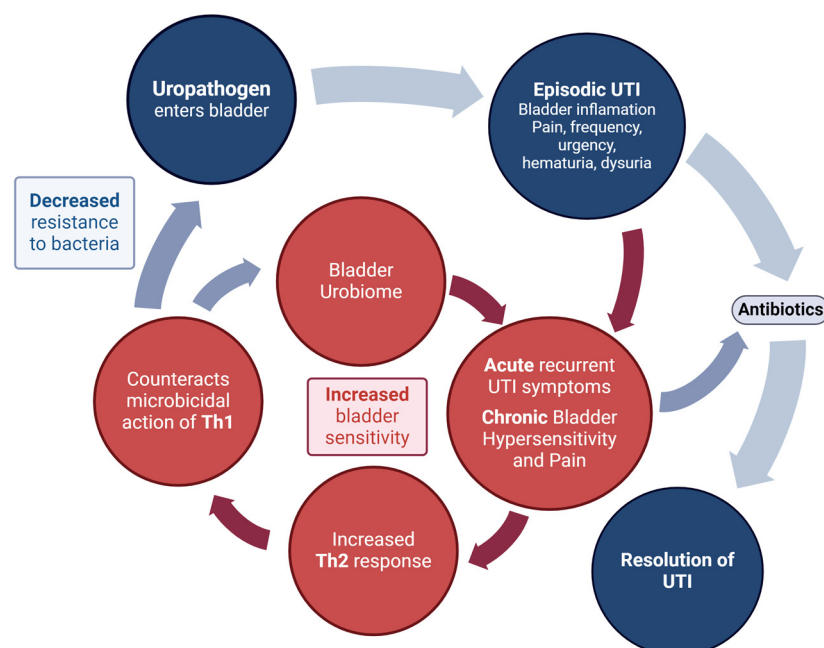 Uropathogen
enters bladder
Episodic UTI
Bladder inflamation
Pain, frequency,
urgency,
hematuria, dysuria
Decreased
resistance
to bacteria
Bladder
Urobiome
Antibiotics
Counteracts
microbicidal
action of Th1
Increased
bladder
sensitivity
Acute recurrent
UTI symptoms
Chronic Bladder
Hypersensitivity
and Pain
Increased
Th2 response
Resolution of
UTI